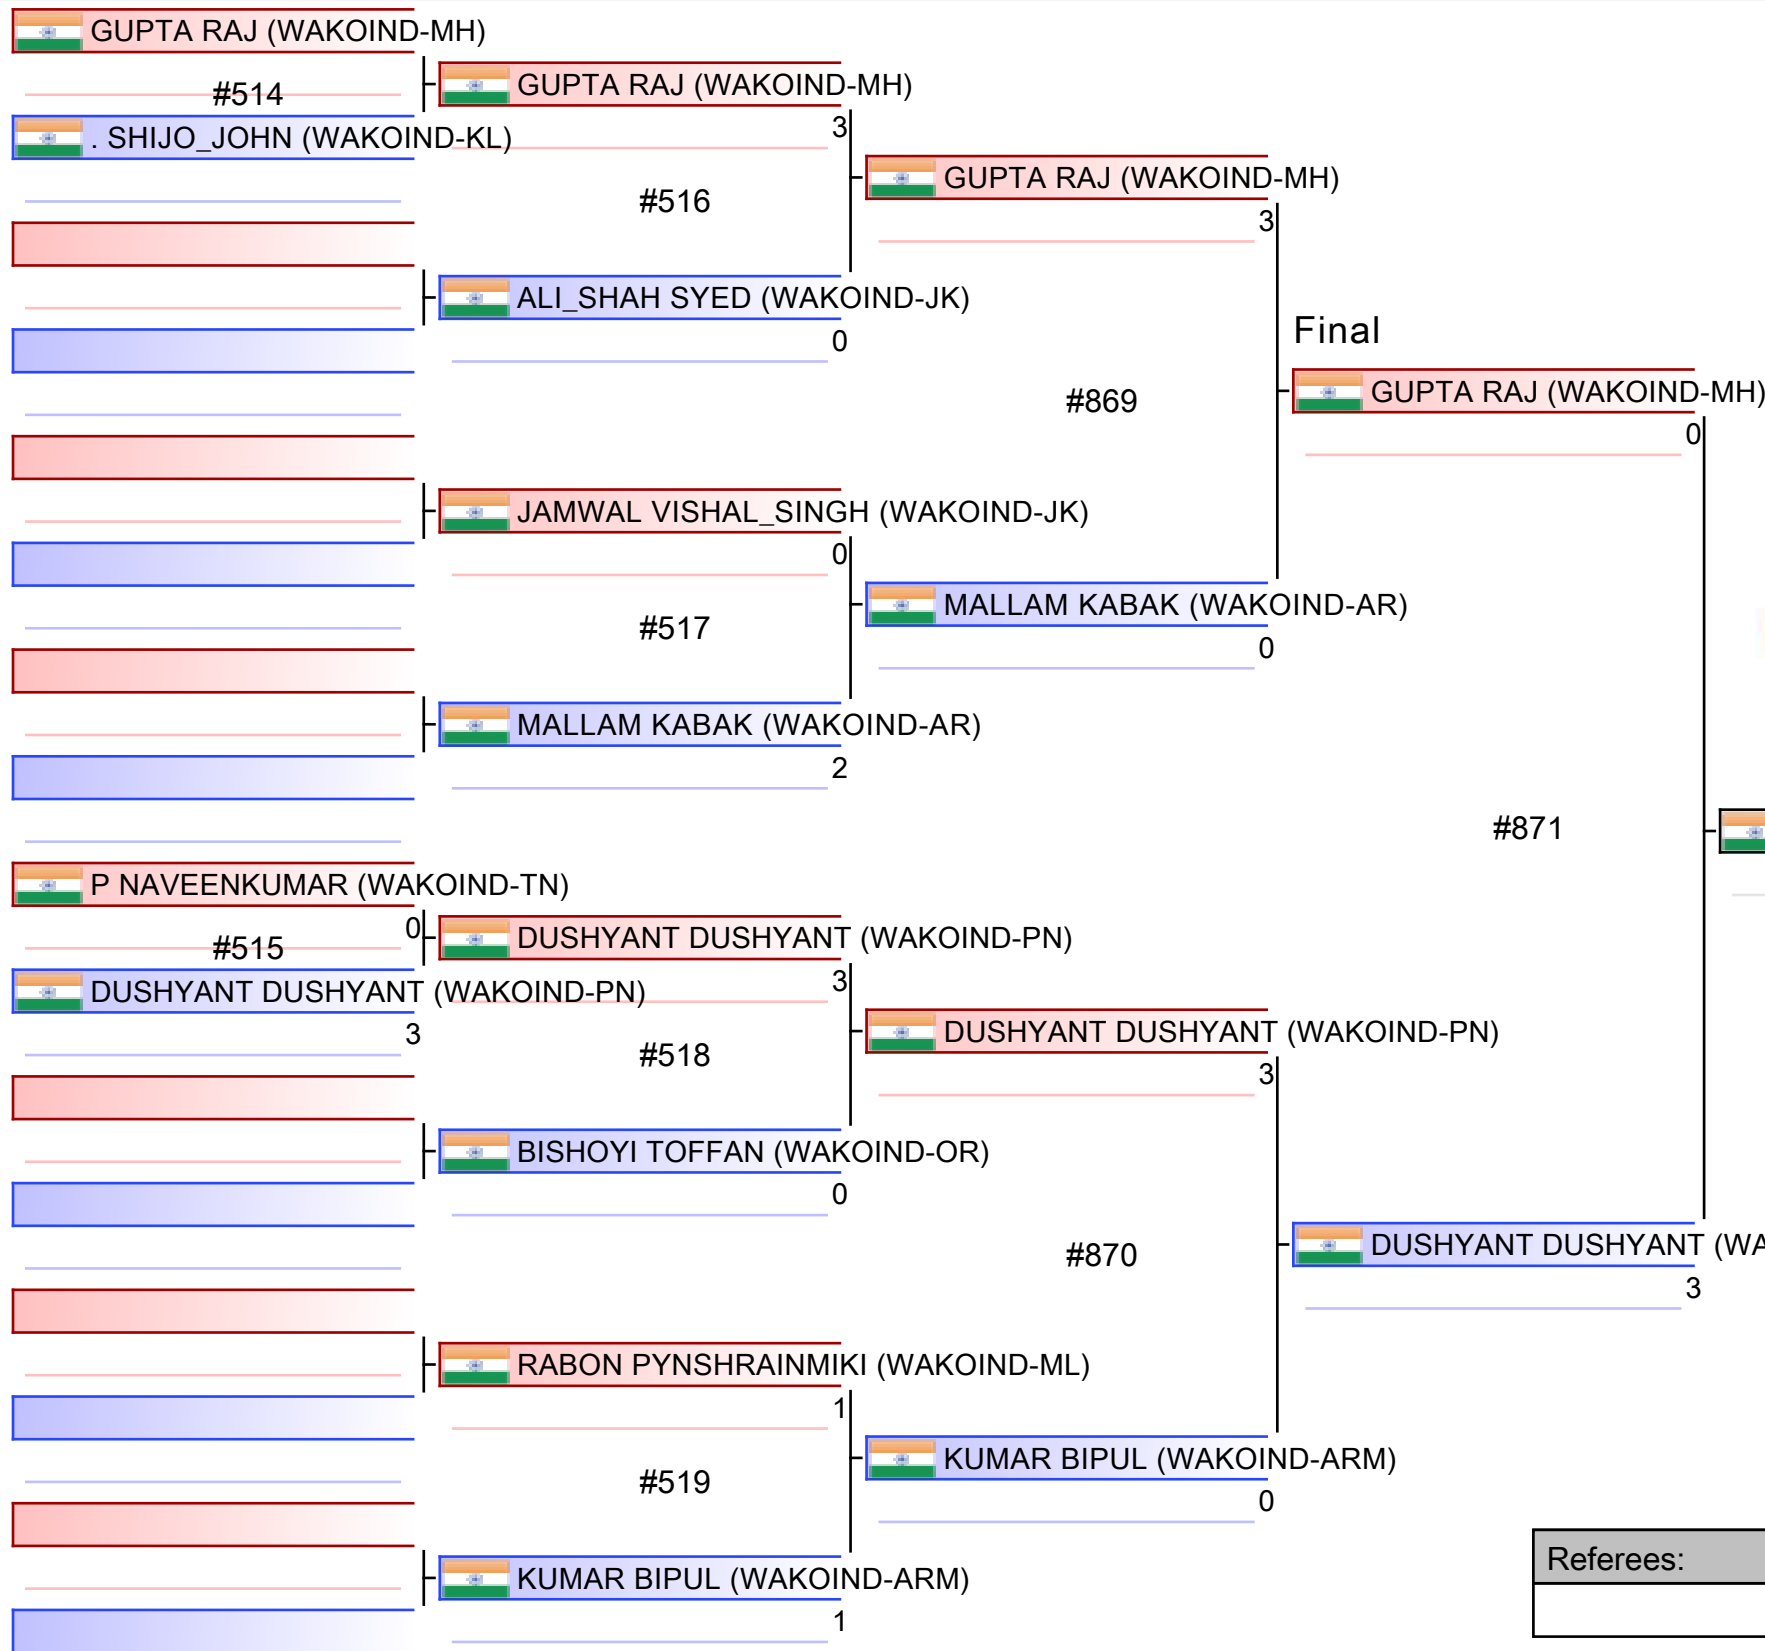 GUPTA RAJ (WAKOIND-MH)
#514
. SHIJO_JOHN (WAKOIND-KL)
GUPTA RAJ (WAKOIND-MH)
3
#516
ALI_SHAH SYED (WAKOIND-JK)
0
GUPTA RAJ (WAKOIND-MH)
3
#869
JAMWAL VISHAL_SINGH (WAKOIND-JK)
0
#517
MALLAM KABAK (WAKOIND-AR)
2
MALLAM KABAK (WAKOIND-AR)
0
Final
GUPTA RAJ (WAKOIND-MH)
0
#871
P NAVEENKUMAR (WAKOIND-TN)
0
#515
DUSHYANT DUSHYANT (WAKOIND-PN)
3
DUSHYANT DUSHYANT (WAKOIND-PN)
3
#518
BISHOYI TOFFAN (WAKOIND-OR)
0
DUSHYANT DUSHYANT (WAKOIND-PN)
3
#870
DUSHYANT DUSHYANT (WA
3
RABON PYNSHRAINMIKI (WAKOIND-ML)
1
#519
KUMAR BIPUL (WAKOIND-ARM)
1
KUMAR BIPUL (WAKOIND-ARM)
0
Referees: